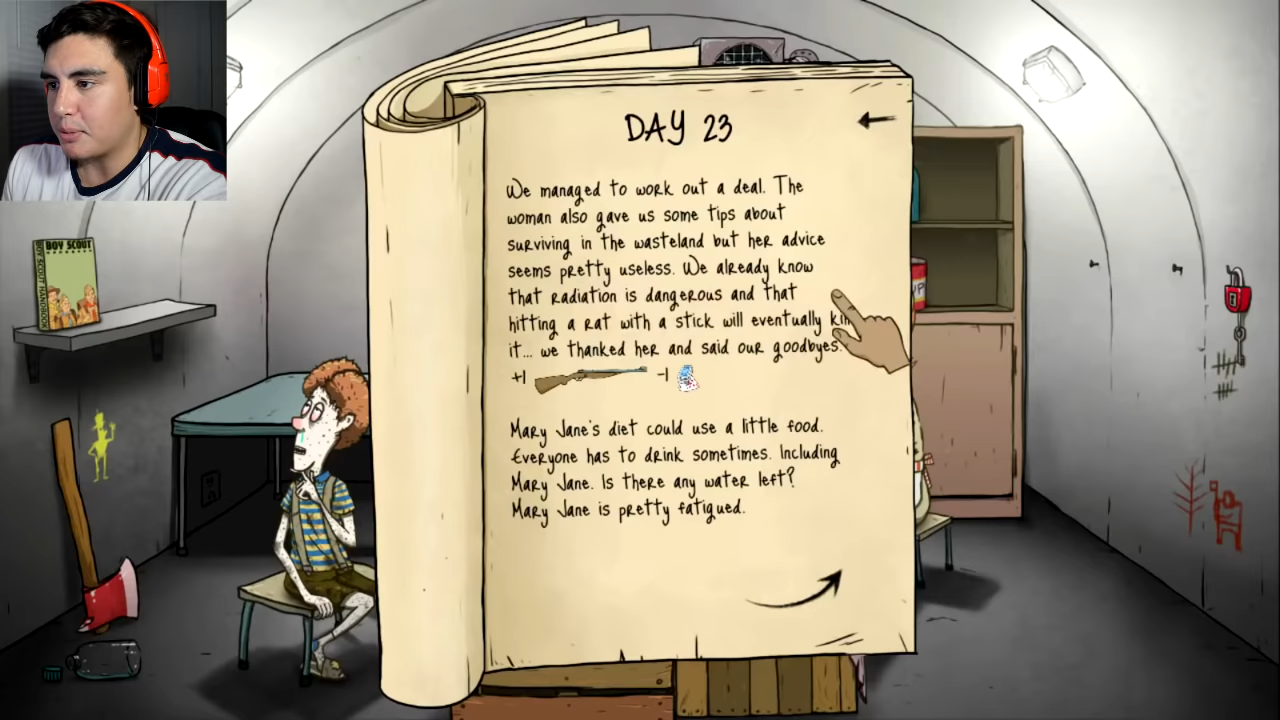 DAY 23
We managed to work out a deal. The
woman also gave us some tips about
surviving in the wasteland but her advice
seems pretty useless. We already know
that radiation is dangerous and that
hitting a rat with a stick will eventually
it... we thanked her and said our goodbyes.
+1 -1
Mary Jane's diet could use a little food.
Everyone has to drink sometimes. Including
Mary Jane. Is there any water left?
Mary Jane is pretty fatigued.
BOY SCOUT
BOY SCOUT HANDBOOK